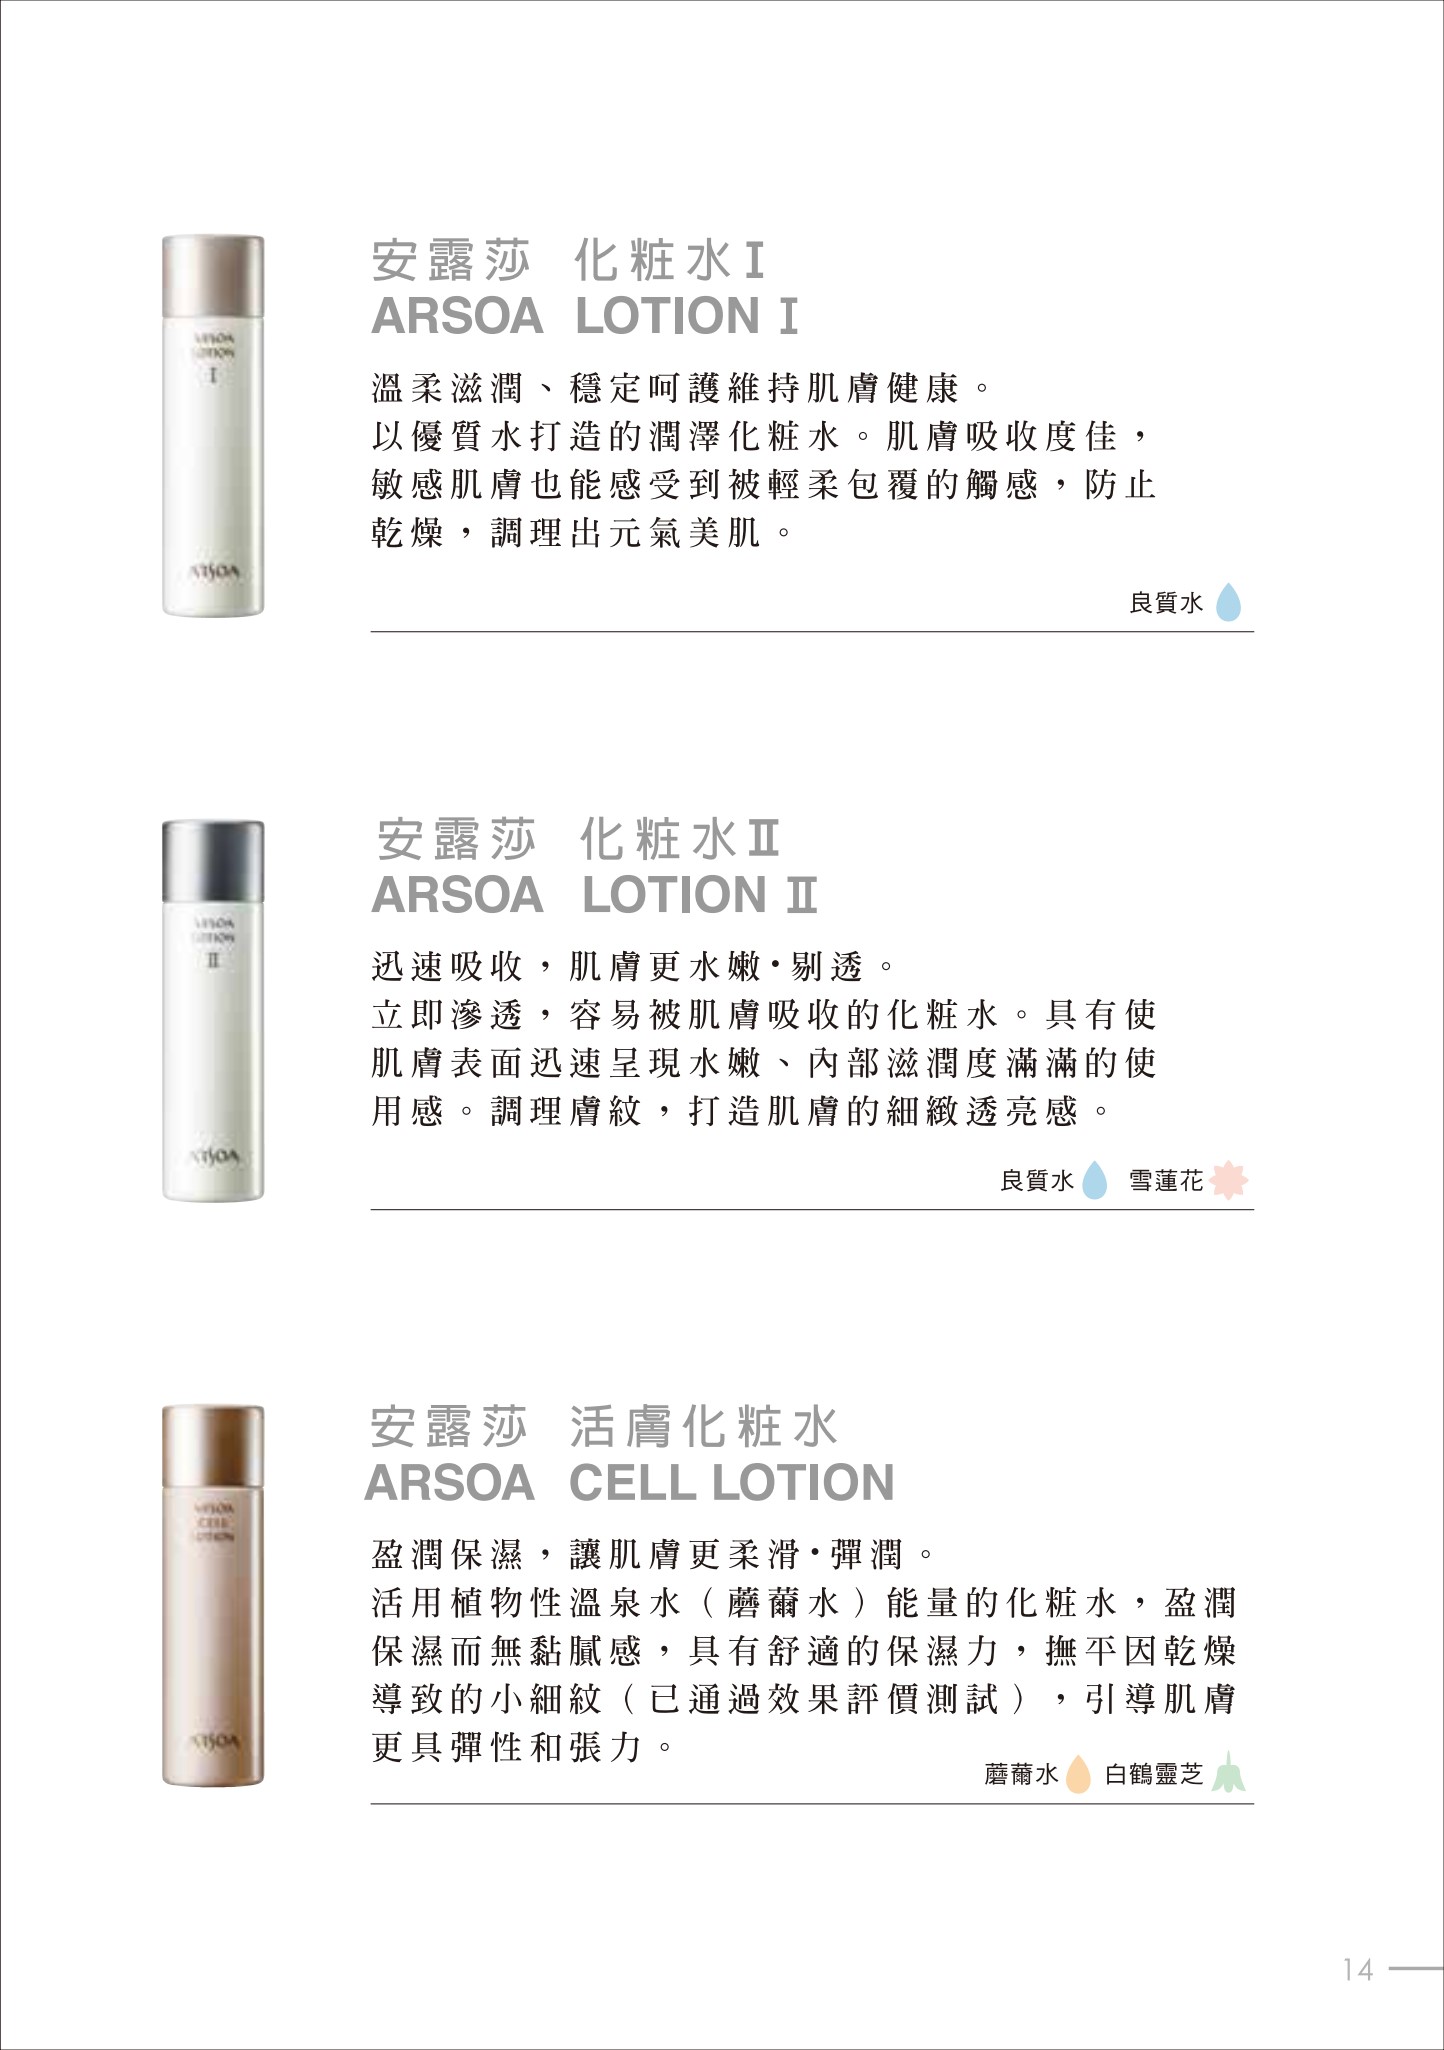 安露莎 化粧水Ⅰ
ARSOA LOTION Ⅰ
溫柔滋潤、穩定呵護維持肌膚健康。
以優質水打造的潤澤化粧水。肌膚吸收度佳，
敏感肌膚也能感受到被輕柔包覆的觸感，防止
乾燥，調理出元氣美肌。
良質水
ARSOA
LOTION
Ⅰ
ARSOA
安露莎 化粧水Ⅱ
ARSOA LOTION Ⅱ
迅速吸收，肌膚更水嫩·剔透。
立即滲透，容易被肌膚吸收的化粧水。具有使
肌膚表面迅速呈現水嫩、內部滋潤度滿滿的使
用感。調理膚紋，打造肌膚的細緻透亮感。
良質水 雪蓮花
ARSOA
LOTION
Ⅱ
ARSOA
安露莎 活膚化粧水
ARSOA CELL LOTION
盈潤保濕，讓肌膚更柔滑·彈潤。
活用植物性溫泉水（蘑薾水）能量的化粧水，盈潤
保濕而無黏膩感，具有舒適的保濕力，撫平因乾燥
導致的小細紋（已通過效果評價測試），引導肌膚
更具彈性和張力。
蘑薾水 白鶴靈芝
ARSOA
CELL
LOTION
ARSOA
14